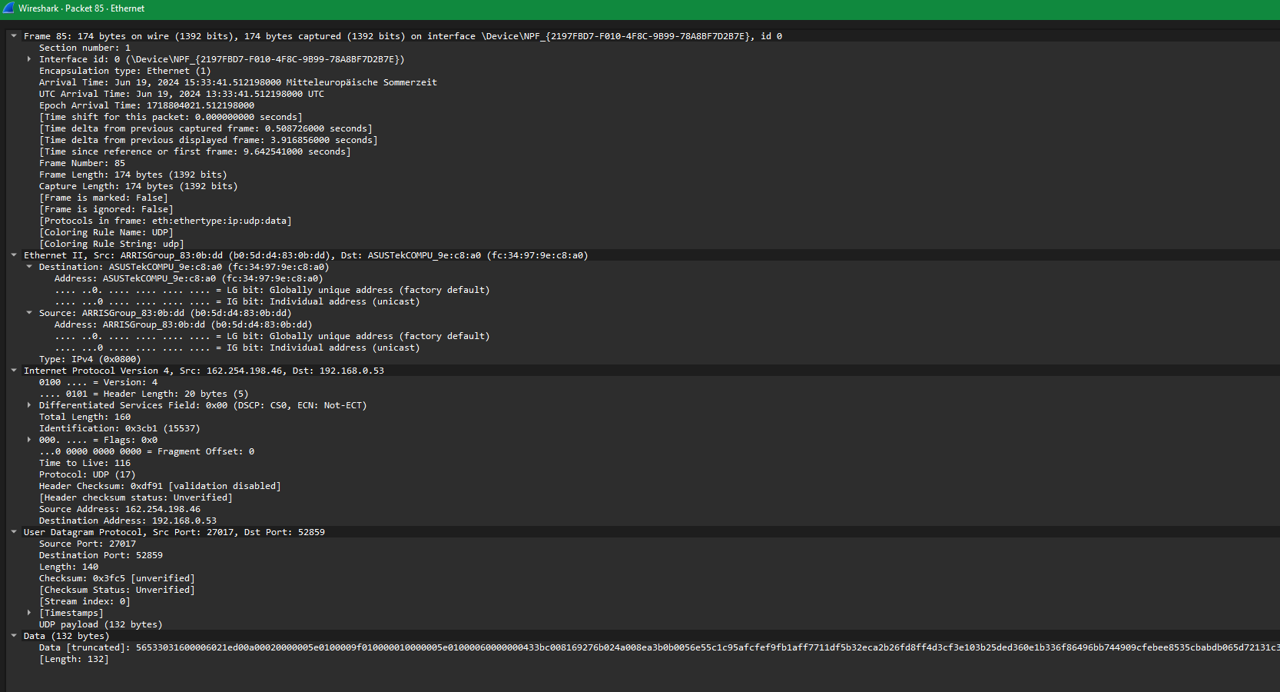 Wireshark · Packet 85 · Ethernet
Frame 85: 174 bytes on wire (1392 bits), 174 bytes captured (1392 bits) on interface \Device\NPF_{2197FBD7-F010-4F8C-9B99-78A8BF7D2B7E}, id 0
Section number: 1
Interface id: 0 (\Device\NPF_{2197FBD7-F010-4F8C-9B99-78A8BF7D2B7E})
Encapsulation type: Ethernet (1)
Arrival Time: Jun 19, 2024 15:33:41.512198000 Mitteleuropäische Sommerzeit
UTC Arrival Time: Jun 19, 2024 13:33:41.512198000 UTC
Epoch Arrival Time: 1718804021.512198000
[Time shift for this packet: 0.000000000 seconds]
[Time delta from previous captured frame: 0.508726000 seconds]
[Time delta from previous displayed frame: 3.916856000 seconds]
[Time since reference or first frame: 9.642541000 seconds]
Frame Number: 85
Frame Length: 174 bytes (1392 bits)
Capture Length: 174 bytes (1392 bits)
[Frame is marked: False]
[Frame is ignored: False]
[Protocols in frame: eth:ethertype:ip:udp:data]
[Coloring Rule Name: UDP]
[Coloring Rule String: udp]
Ethernet II, Src: ARRISGroup_83:0b:dd (b0:5d:d4:83:0b:dd), Dst: ASUSTekCOMPU_9e:c8:a0 (fc:34:97:9e:c8:a0)
Destination: ASUSTekCOMPU_9e:c8:a0 (fc:34:97:9e:c8:a0)
Address: ASUSTekCOMPU_9e:c8:a0 (fc:34:97:9e:c8:a0)
.... ..0. .... .... .... .... = LG bit: Globally unique address (factory default)
.... ...0 .... .... .... .... = IG bit: Individual address (unicast)
Source: ARRISGroup_83:0b:dd (b0:5d:d4:83:0b:dd)
Address: ARRISGroup_83:0b:dd (b0:5d:d4:83:0b:dd)
.... ..0. .... .... .... .... = LG bit: Globally unique address (factory default)
.... ...0 .... .... .... .... = IG bit: Individual address (unicast)
Type: IPv4 (0x0800)
Internet Protocol Version 4, Src: 162.254.198.46, Dst: 192.168.0.53
0100 .... = Version: 4
.... 0101 = Header Length: 20 bytes (5)
Differentiated Services Field: 0x00 (DSCP: CS0, ECN: Not-ECT)
Total Length: 160
Identification: 0x3cb1 (15537)
000. .... = Flags: 0x0
...0 0000 0000 0000 = Fragment Offset: 0
Time to Live: 116
Protocol: UDP (17)
Header Checksum: 0xdf91 [validation disabled]
[Header checksum status: Unverified]
Source Address: 162.254.198.46
Destination Address: 192.168.0.53
User Datagram Protocol, Src Port: 27017, Dst Port: 52859
Source Port: 27017
Destination Port: 52859
Length: 140
Checksum: 0x3fc5 [unverified]
[Checksum Status: Unverified]
[Stream index: 0]
[Timestamps]
UDP payload (132 bytes)
Data (132 bytes)
Data [truncated]:
[Length: 132]